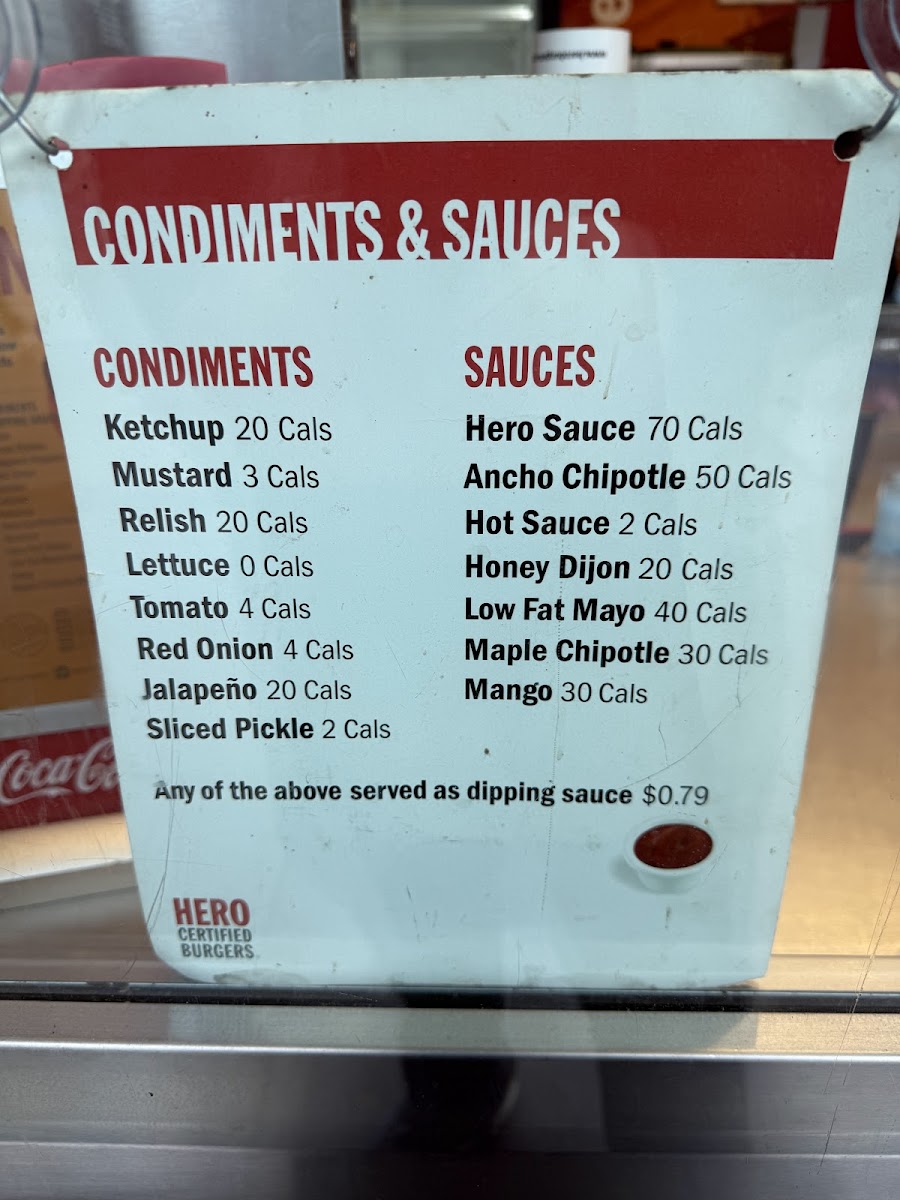 CONDIMENTS & SAUCES
CONDIMENTS
Ketchup 20 Cals
Mustard 3 Cals
Relish 20 Cals
Lettuce 0 Cals
Tomato 4 Cals
Red Onion 4 Cals
Jalapeño 20 Cals
Sliced Pickle 2 Cals
SAUCES
Hero Sauce 70 Cals
Ancho Chipotle 50 Cals
Hot Sauce 2 Cals
Honey Dijon 20 Cals
Low Fat Mayo 40 Cals
Maple Chipotle 30 Cals
Mango 30 Cals
Any of the above served as dipping sauce $0.79
HERO
CERTIFIED
BURGERS